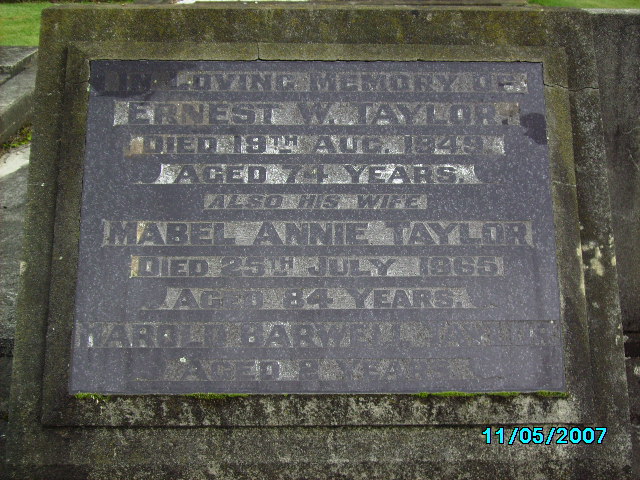 IN LOVING MEMORY OF
ERNEST W. TAYLOR.
DIED 19TH AUG. 1949.
AGED 74 YEARS.
ALSO HIS WIFE
MABEL ANNIE TAYLOR
DIED 25TH JULY 1965
AGED 84 YEARS.
BARWELL
AGED 2 YEARS.
11/05/2007